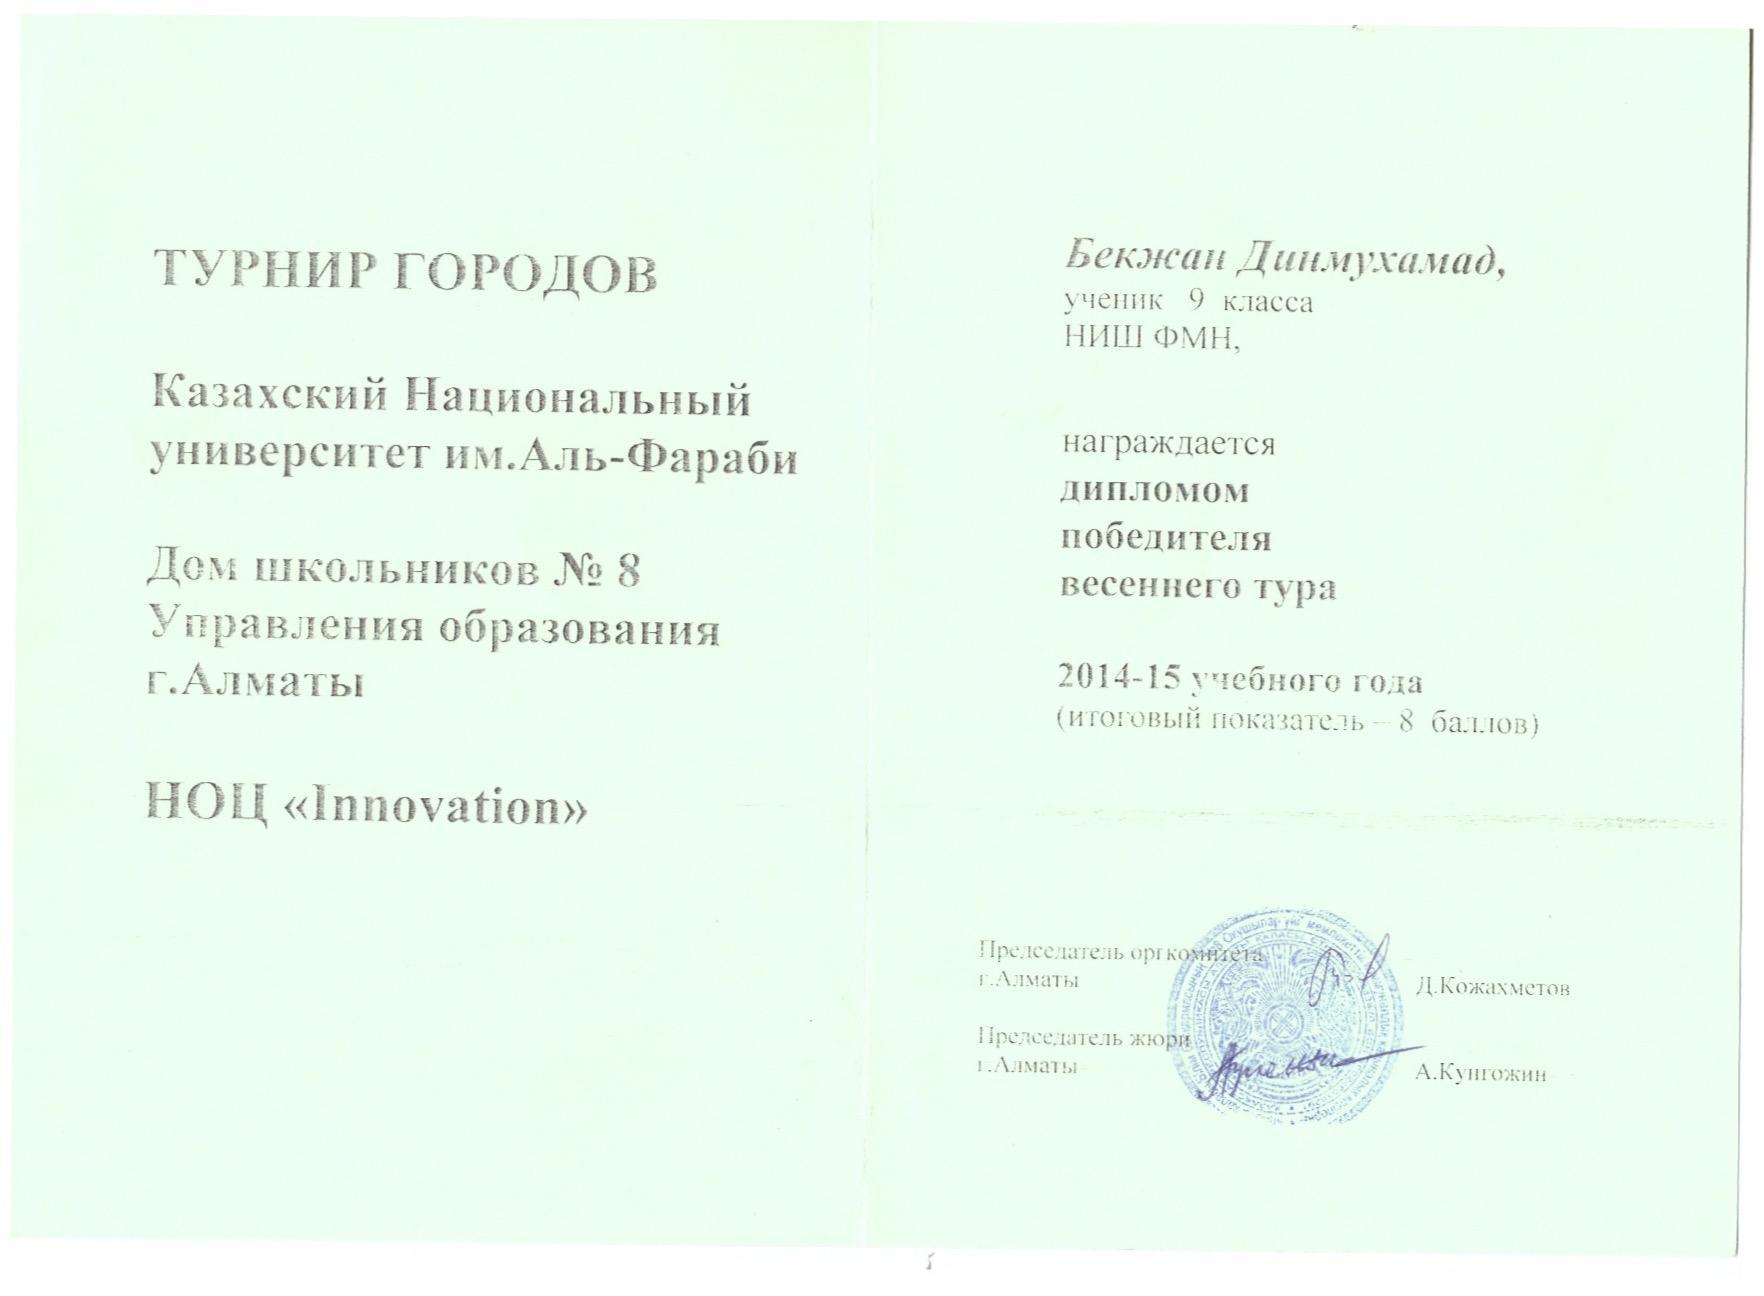 ТУРНИР ГОРОДОВ
Казахский Национальный
университет им.Аль-Фараби
Дом школьников № 8
Управления образования
г.Алматы
НОЦ «Innovation»
Бекжан Динмухамад,
ученик 9 класса
НИШ ФМН,
награждается
дипломом
победителя
весеннего тура
2014-15 учебного года
(итоговый показатель – 8 баллов)
Председатель оргкомитета
г.Алматы Д.Кожахметов
Председатель жюри
г.Алматы А.Кунгожин